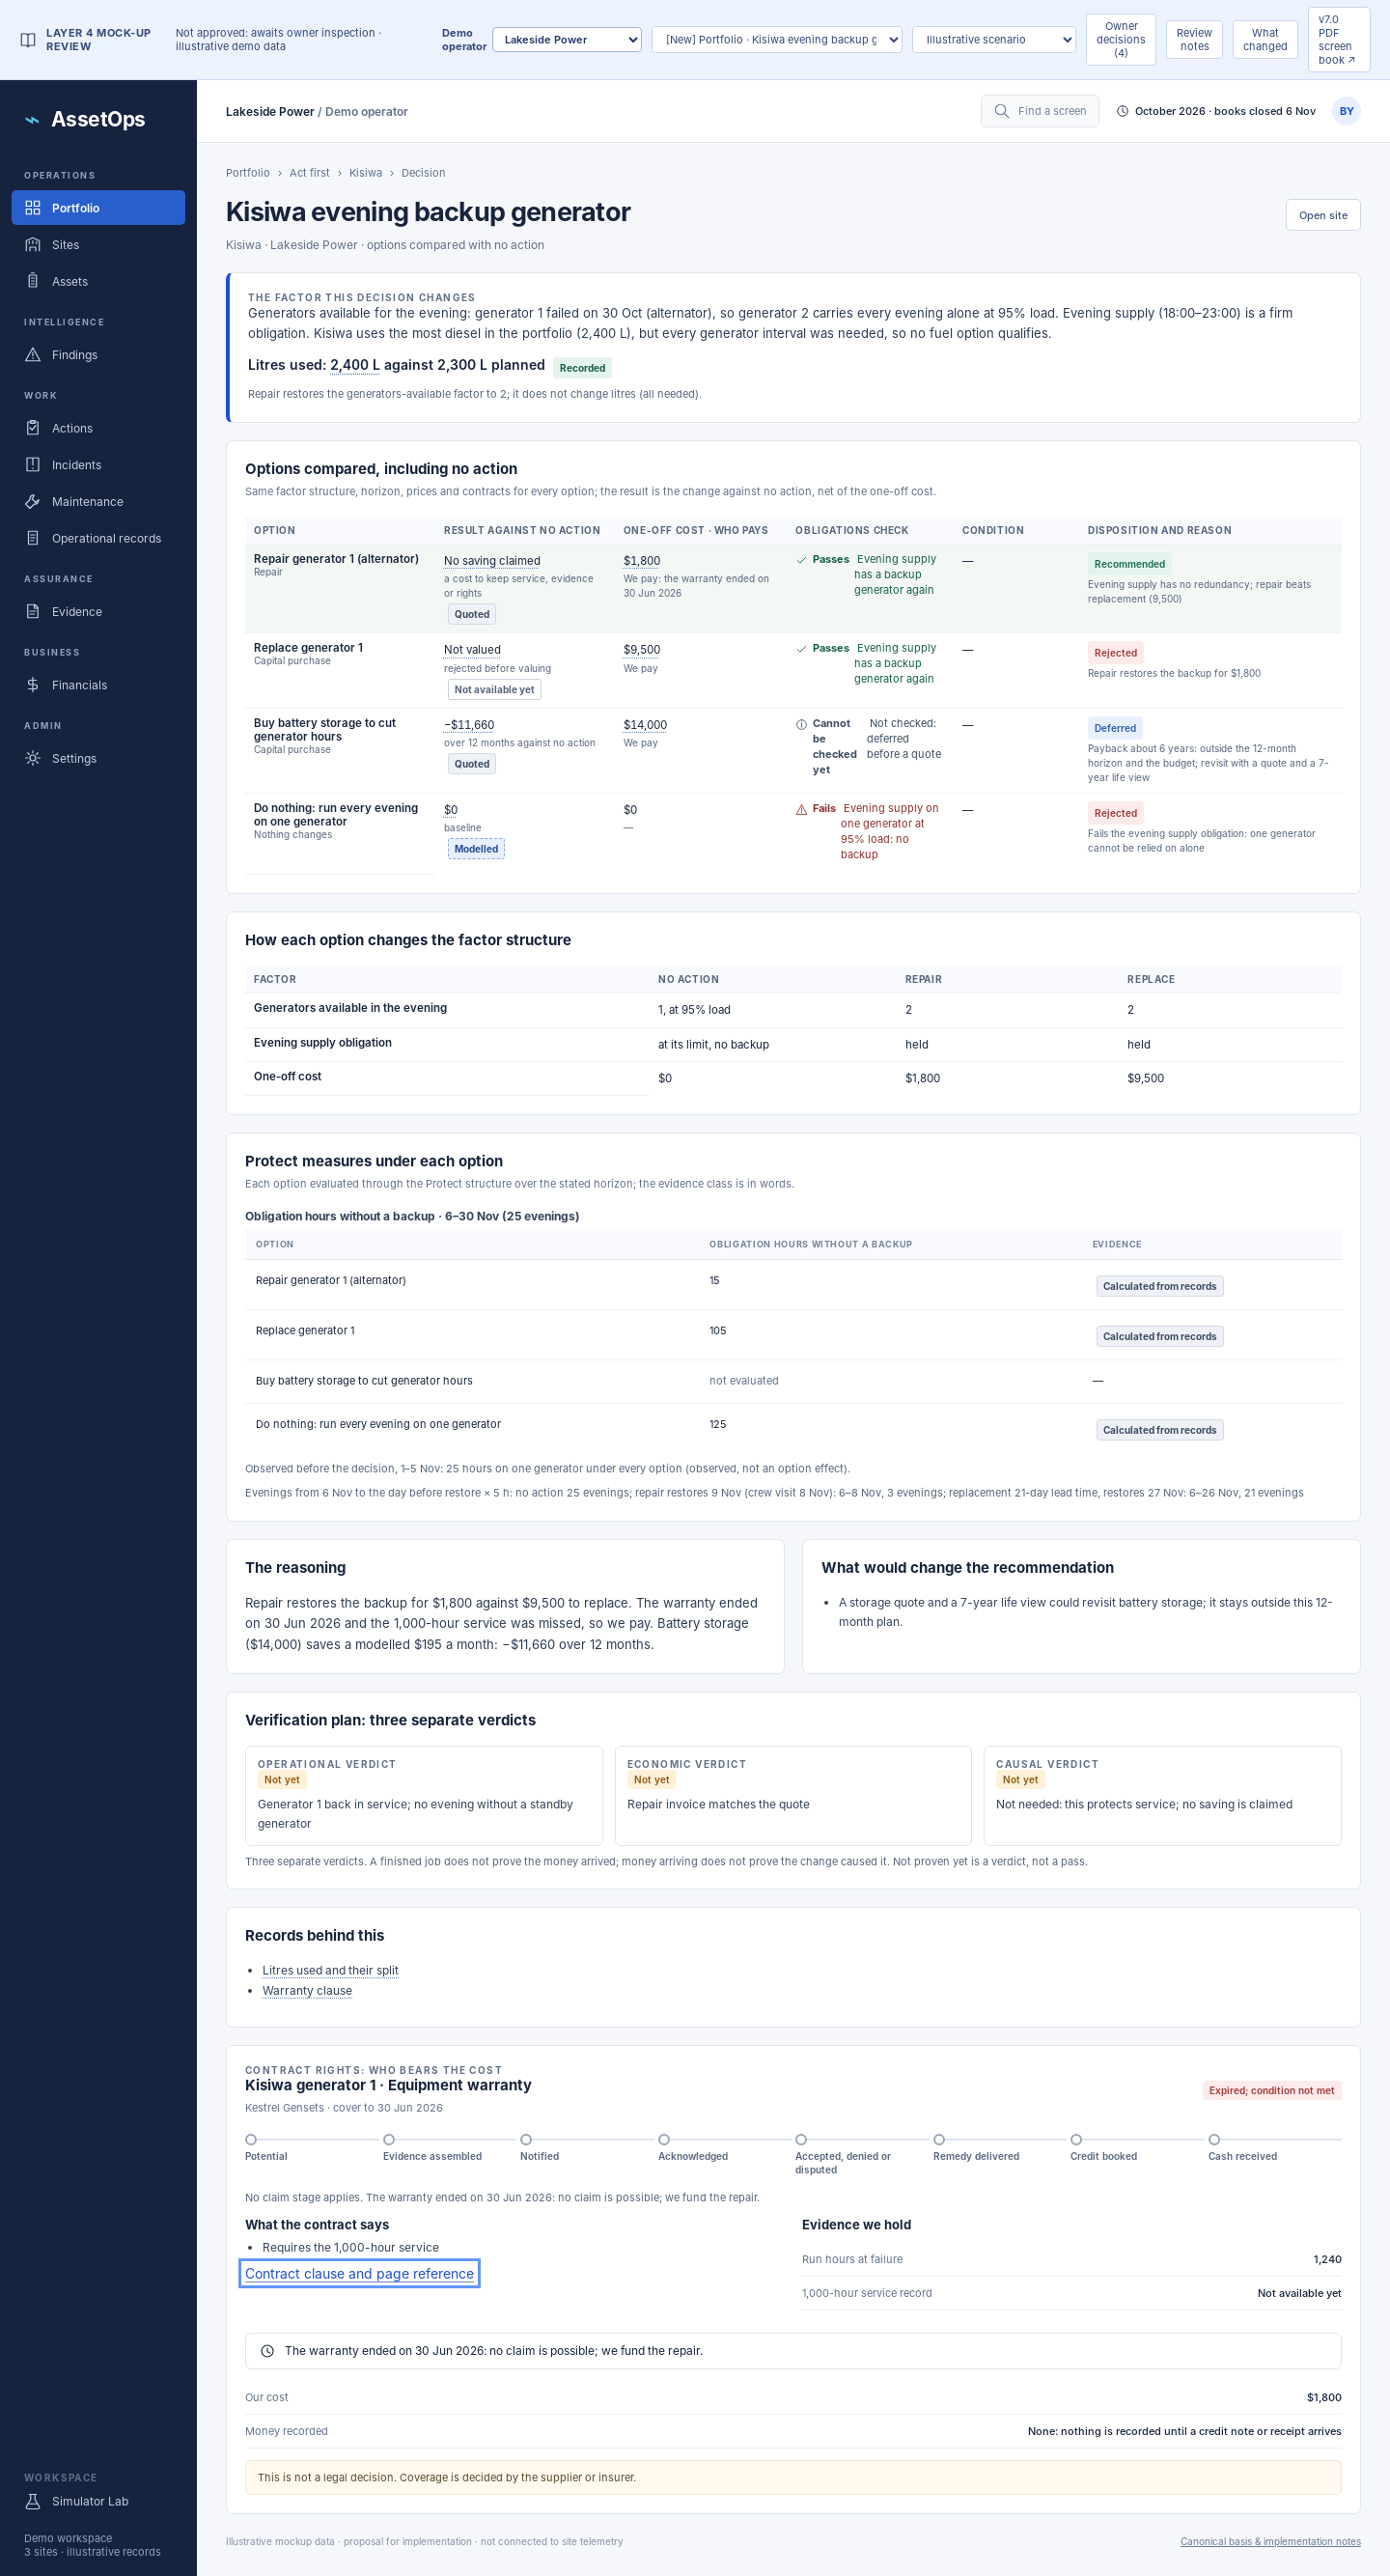 LAYER 4 MOCK-UP REVIEW
Not approved: awaits owner inspection · illustrative demo data
Demo operator
Lakeside Power
[New] Portfolio · Kisiwa evening backup g
Illustrative scenario
Owner decisions (4)
Review notes
What changed
v7.0 PDF screen book ↗
AssetOps
OPERATIONS
Portfolio
Sites
Assets
INTELLIGENCE
Findings
WORK
Actions
Incidents
Maintenance
Operational records
ASSURANCE
Evidence
BUSINESS
Financials
ADMIN
Settings
WORKSPACE
Simulator Lab
Demo workspace
3 sites · illustrative records
Lakeside Power / Demo operator
Find a screen
October 2026 · books closed 6 Nov
BY
Portfolio › Act first › Kisiwa › Decision
Kisiwa evening backup generator
Open site
Kisiwa · Lakeside Power · options compared with no action
THE FACTOR THIS DECISION CHANGES
Generators available for the evening: generator 1 failed on 30 Oct (alternator), so generator 2 carries every evening alone at 95% load. Evening supply (18:00–23:00) is a firm
obligation. Kisiwa uses the most diesel in the portfolio (2,400 L), but every generator interval was needed, so no fuel option qualifies.
Litres used: 2,400 L against 2,300 L planned Recorded
Repair restores the generators-available factor to 2; it does not change litres (all needed).
Options compared, including no action
Same factor structure, horizon, prices and contracts for every option; the result is the change against no action, net of the one-off cost.
OPTION RESULT AGAINST NO ACTION ONE-OFF COST · WHO PAYS OBLIGATIONS CHECK CONDITION DISPOSITION AND REASON
Repair generator 1 (alternator)
Repair
No saving claimed
a cost to keep service, evidence
or rights
Quoted
$1,800
We pay: the warranty ended on
30 Jun 2026
Passes Evening supply
has a backup
generator again
—
Recommended
Evening supply has no redundancy; repair beats
replacement (9,500)
Replace generator 1
Capital purchase
Not valued
rejected before valuing
Not available yet
$9,500
We pay
Passes Evening supply
has a backup
generator again
—
Rejected
Repair restores the backup for $1,800
Buy battery storage to cut
generator hours
Capital purchase
−$11,660
over 12 months against no action
Quoted
$14,000
We pay
Cannot be checked yet
Not checked:
deferred
before a quote
—
Deferred
Payback about 6 years: outside the 12-month
horizon and the budget; revisit with a quote and a 7-
year life view
Do nothing: run every evening
on one generator
Nothing changes
$0
baseline
Modelled
$0
—
Fails Evening supply on
one generator at
95% load: no
backup
—
Rejected
Fails the evening supply obligation: one generator
cannot be relied on alone
How each option changes the factor structure
FACTOR NO ACTION REPAIR REPLACE
Generators available in the evening 1, at 95% load 2 2
Evening supply obligation at its limit, no backup held held
One-off cost $0 $1,800 $9,500
Protect measures under each option
Each option evaluated through the Protect structure over the stated horizon; the evidence class is in words.
Obligation hours without a backup · 6–30 Nov (25 evenings)
OPTION OBLIGATION HOURS WITHOUT A BACKUP EVIDENCE
Repair generator 1 (alternator) 15 Calculated from records
Replace generator 1 105 Calculated from records
Buy battery storage to cut generator hours not evaluated —
Do nothing: run every evening on one generator 125 Calculated from records
Observed before the decision, 1–5 Nov: 25 hours on one generator under every option (observed, not an option effect).
Evenings from 6 Nov to the day before restore × 5 h: no action 25 evenings; repair restores 9 Nov (crew visit 8 Nov): 6–8 Nov, 3 evenings; replacement 21-day lead time, restores 27 Nov: 6–26 Nov, 21 evenings
The reasoning
Repair restores the backup for $1,800 against $9,500 to replace. The warranty ended
on 30 Jun 2026 and the 1,000-hour service was missed, so we pay. Battery storage
($14,000) saves a modelled $195 a month: −$11,660 over 12 months.
What would change the recommendation
• A storage quote and a 7-year life view could revisit battery storage; it stays outside this 12-
month plan.
Verification plan: three separate verdicts
OPERATIONAL VERDICT
Not yet
Generator 1 back in service; no evening without a standby
generator
ECONOMIC VERDICT
Not yet
Repair invoice matches the quote
CAUSAL VERDICT
Not yet
Not needed: this protects service; no saving is claimed
Three separate verdicts. A finished job does not prove the money arrived; money arriving does not prove the change caused it. Not proven yet is a verdict, not a pass.
Records behind this
• Litres used and their split
• Warranty clause
CONTRACT RIGHTS: WHO BEARS THE COST
Kisiwa generator 1 · Equipment warranty
Expired; condition not met
Kestrel Gensets · cover to 30 Jun 2026
Potential
Evidence assembled
Notified
Acknowledged
Accepted, denied or disputed
Remedy delivered
Credit booked
Cash received
No claim stage applies. The warranty ended on 30 Jun 2026: no claim is possible; we fund the repair.
What the contract says
• Requires the 1,000-hour service
Contract clause and page reference
Evidence we hold
Run hours at failure 1,240
1,000-hour service record Not available yet
The warranty ended on 30 Jun 2026: no claim is possible; we fund the repair.
Our cost $1,800
Money recorded None: nothing is recorded until a credit note or receipt arrives
This is not a legal decision. Coverage is decided by the supplier or insurer.
Illustrative mockup data · proposal for implementation · not connected to site telemetry
Canonical basis & implementation notes